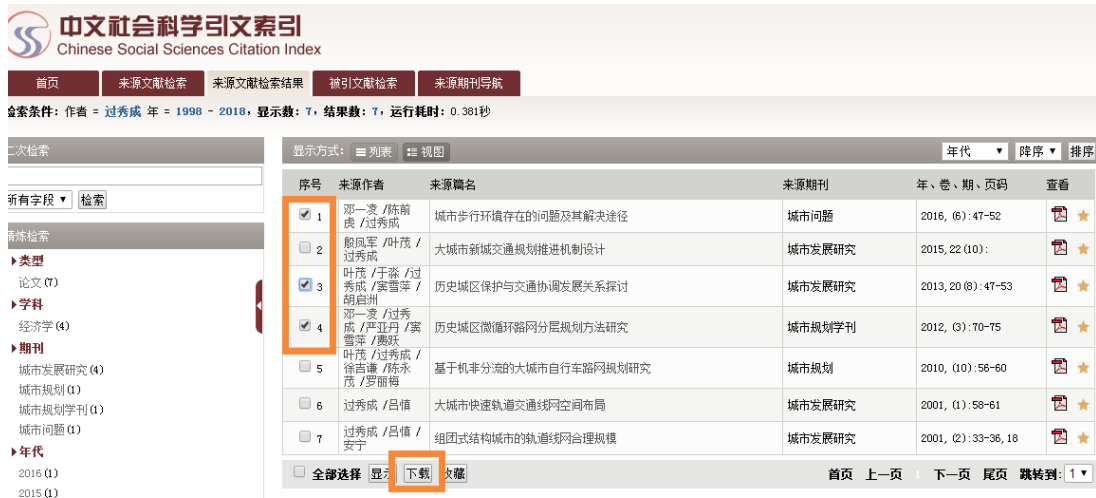 中文社会科学引文索引
Chinese Social Sciences Citation Index
首页 来源文献检索 来源文献检索结果 被引文献检索 来源期刊导航
检索条件：作者 = 过秀成 年 = 1998 - 2018，显示数：7，结果数：7，运行耗时：0.381秒
二次检索
所有字段 ▼ 检索
精炼检索
类型
论文(7)
学科
经济学(4)
期刊
城市发展研究(4)
城市规划(1)
城市规划学刊(1)
城市问题(1)
年代
2016(1)
2015(1)
显示方式： 列表 视图 年代 ▼ 降序 ▼ 排序
序号 来源作者 来源篇名 来源期刊 年、卷、期、页码 查看
1 邓一凌 /陈前虎 /过秀成 城市步行环境存在的问题及其解决途径 城市问题 2016, (6):47-52
2 殷凤军 /叶茂 /过秀成 大城市新城交通规划推进机制设计 城市发展研究 2015, 22(10):
3 叶茂 /于淼 /过秀成 /窦雪萍 /胡启洲 历史城区保护与交通协调发展关系探讨 城市发展研究 2013, 20(8):47-53
4 邓一凌 /过秀成 /严亚丹 /窦雪萍 /费跃 历史城区微循环路网分层规划方法研究 城市规划学刊 2012, (3):70-75
5 叶茂 /过秀成 /徐吉谦 /陈永茂 /罗丽梅 基于机非分流的大城市自行车路网规划研究 城市规划 2010, (10):56-60
6 过秀成 /吕慎 大城市快速轨道交通线网空间布局 城市发展研究 2001, (1):58-61
7 过秀成 /吕慎 /安宁 组团式结构城市的轨道线网合理规模 城市发展研究 2001, (2):33-36,18
全部选择 显示 下载 收藏 首页 上一页 1 下一页 尾页 跳转到：1 ▼